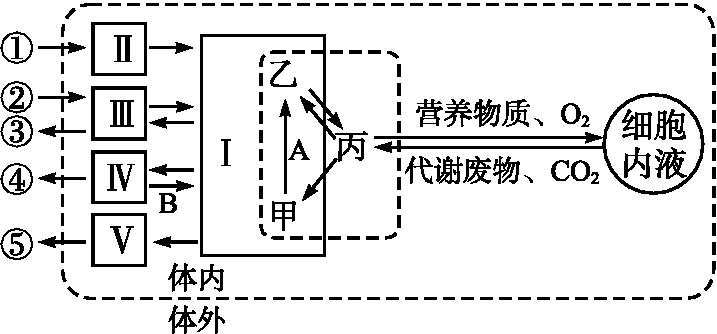 ① Ⅱ
② Ⅲ
③
④ Ⅳ
B
⑤ Ⅴ
Ⅰ
乙
A
丙
甲
营养物质、O₂
代谢废物、CO₂
细胞
内液
体内
体外